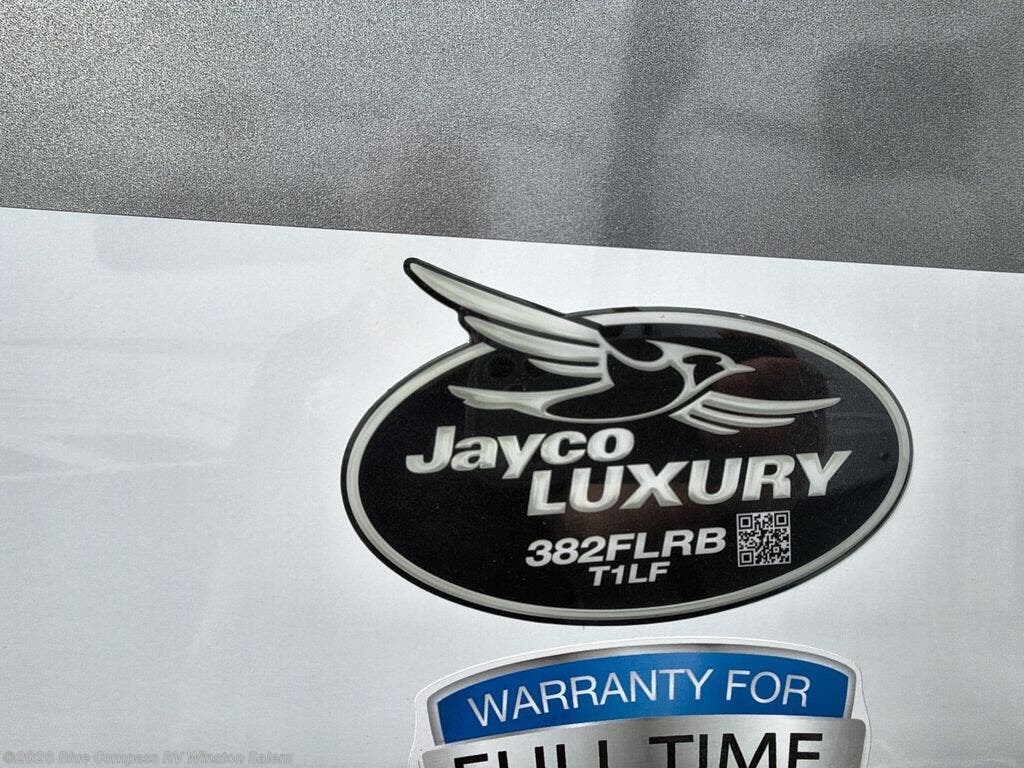 Jayco
LUXURY
382FLRB
T1LF
WARRANTY FOR
FULL TIME
©2026 Blue Compass RV Winston Salem